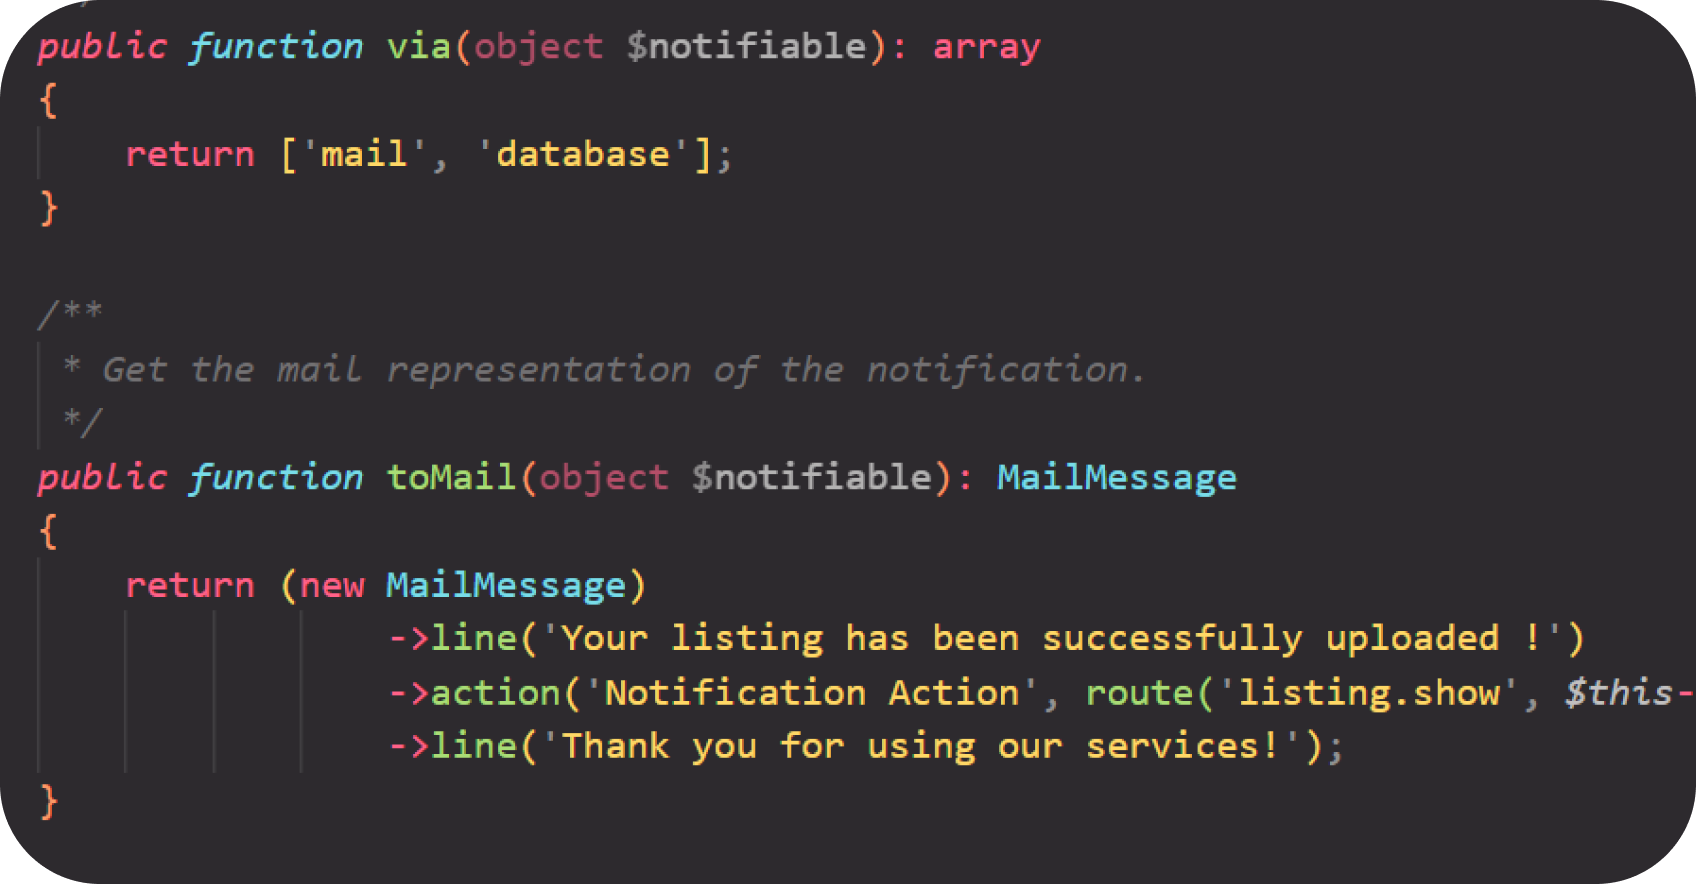 public function via(object $notifiable): array
{
    return ['mail', 'database'];
}
/**
 * Get the mail representation of the notification.
 */
public function toMail(object $notifiable): MailMessage
{
    return (new MailMessage)
                ->line('Your listing has been successfully uploaded !')
                ->action('Notification Action', route('listing.show', $this-
                ->line('Thank you for using our services!');
}